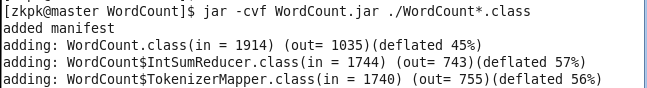 [zkpk@master WordCount]$ jar -cvf WordCount.jar ./WordCount*.class
added manifest
adding: WordCount.class(in = 1914) (out= 1035)(deflated 45%)
adding: WordCount$IntSumReducer.class(in = 1744) (out= 743)(deflated 57%)
adding: WordCount$TokenizerMapper.class(in = 1740) (out= 755)(deflated 56%)